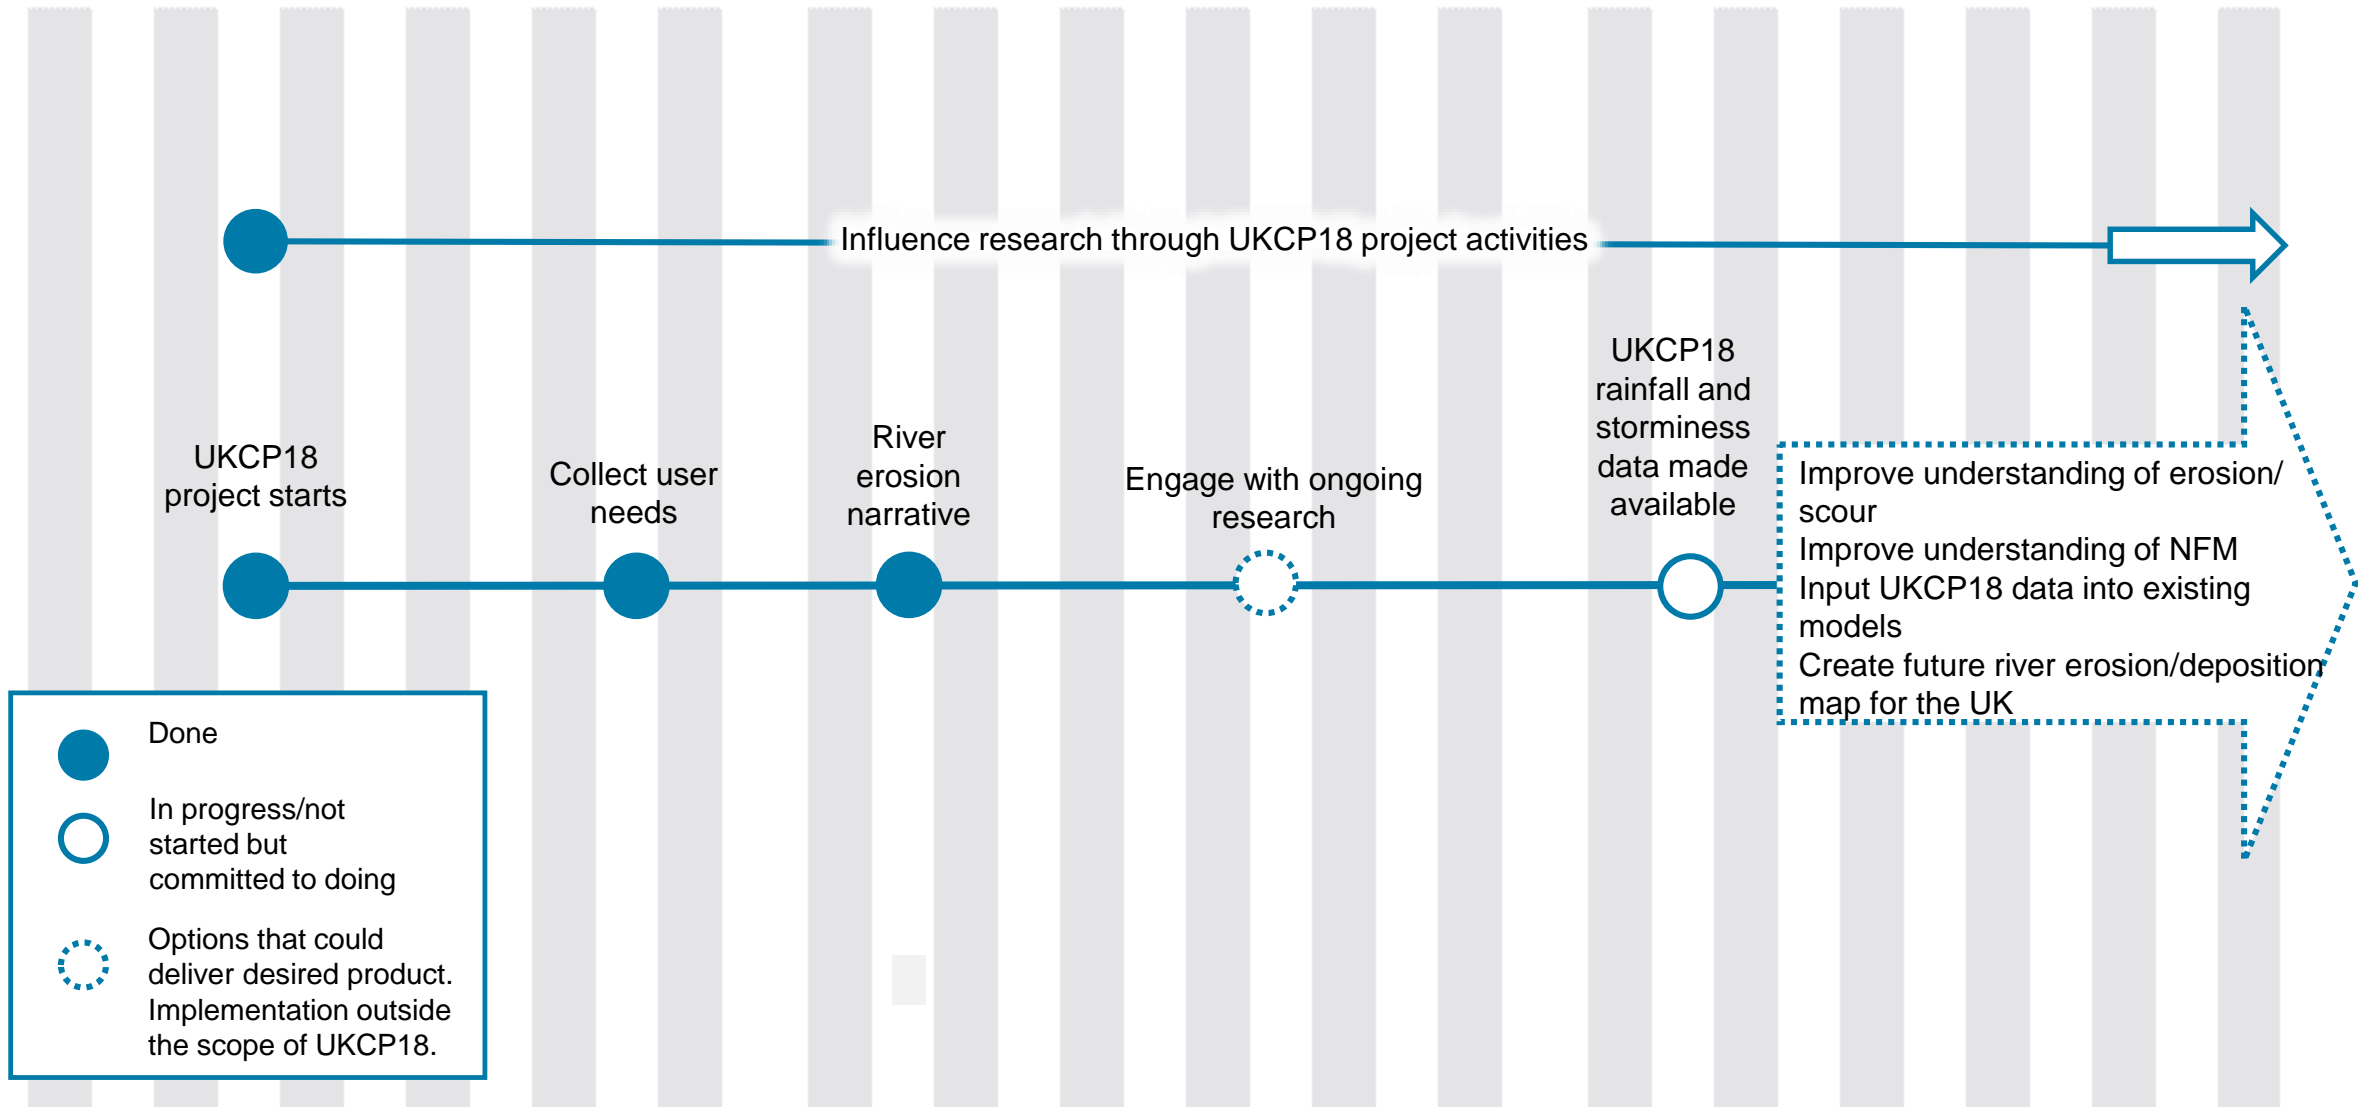 Influence research through UKCP18 project activities
UKCP18
project starts
Collect user
needs
River
erosion
narrative
Engage with ongoing
research
UKCP18
rainfall and
storminess
data made
available
Improve understanding of erosion/
scour
Improve understanding of NFM
Input UKCP18 data into existing
models
Create future river erosion/deposition
map for the UK
Done
In progress/not
started but
committed to doing
Options that could
deliver desired product.
Implementation outside
the scope of UKCP18.